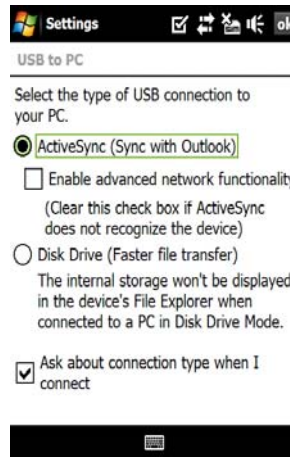 Settings
ok
USB to PC
Select the type of USB connection to
your PC.
ActiveSync (Sync with Outlook)
Enable advanced network functionality
(Clear this check box if ActiveSync
does not recognize the device)
Disk Drive (Faster file transfer)
The internal storage won't be displayed
in the device's File Explorer when
connected to a PC in Disk Drive Mode.
Ask about connection type when I
connect